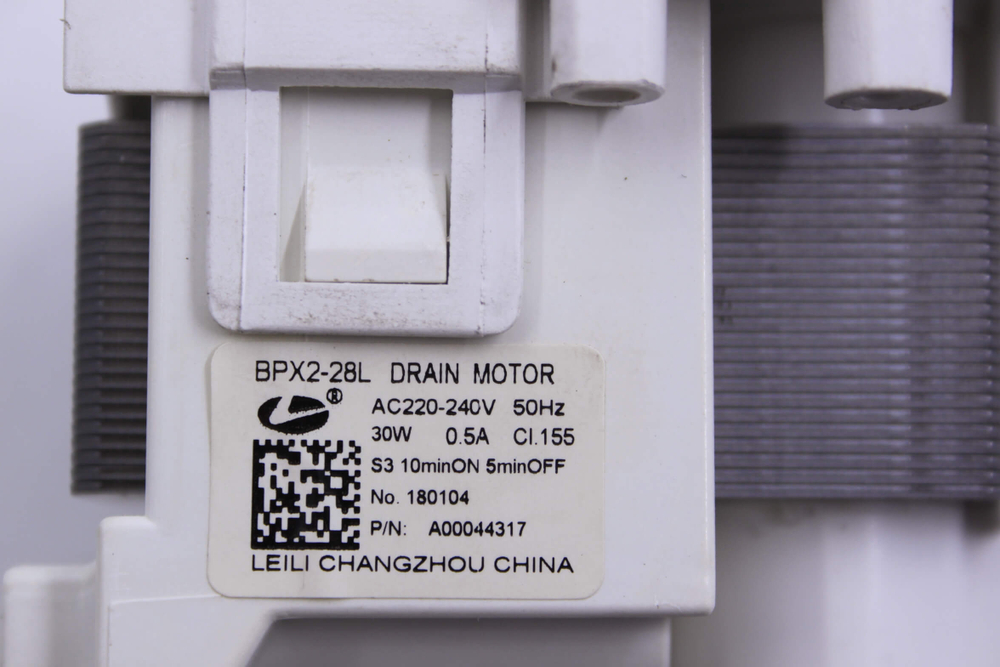 BPX2-28L DRAIN MOTOR
®
AC220-240V 50Hz
30W 0.5A Cl.155
S3 10minON 5minOFF
No. 180104
P/N: A00044317
LEILI CHANGZHOU CHINA